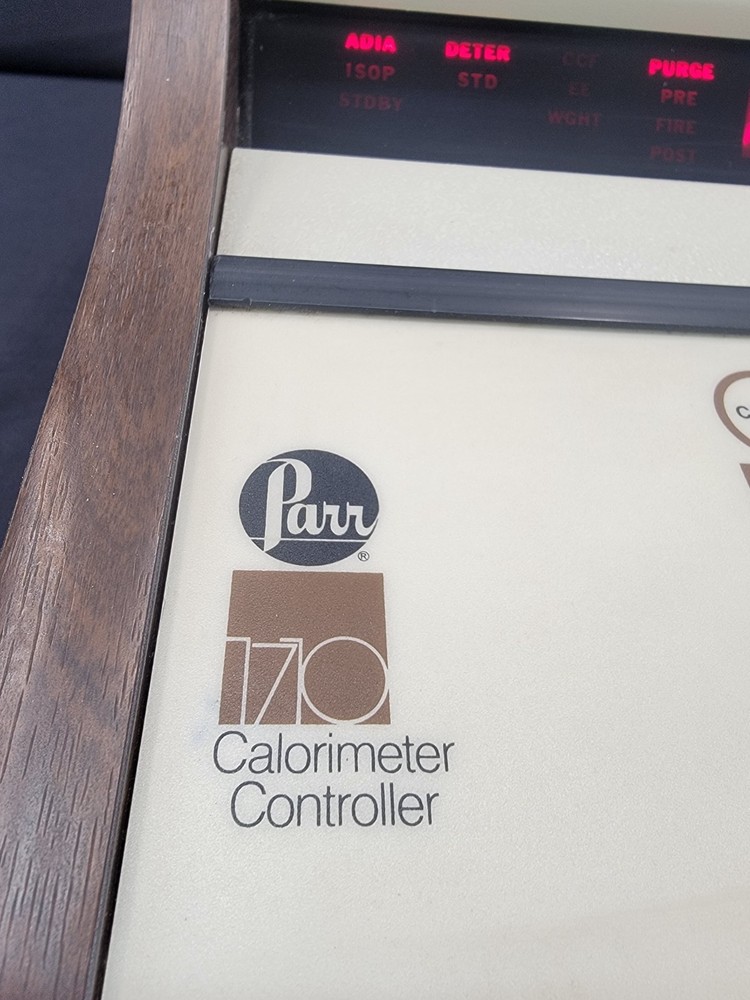 ADIA DETER CCF PURGE
ISOP STD EE PRE
STDBY WGHT FIRE
POST
Parr®
1710
Calorimeter
Controller